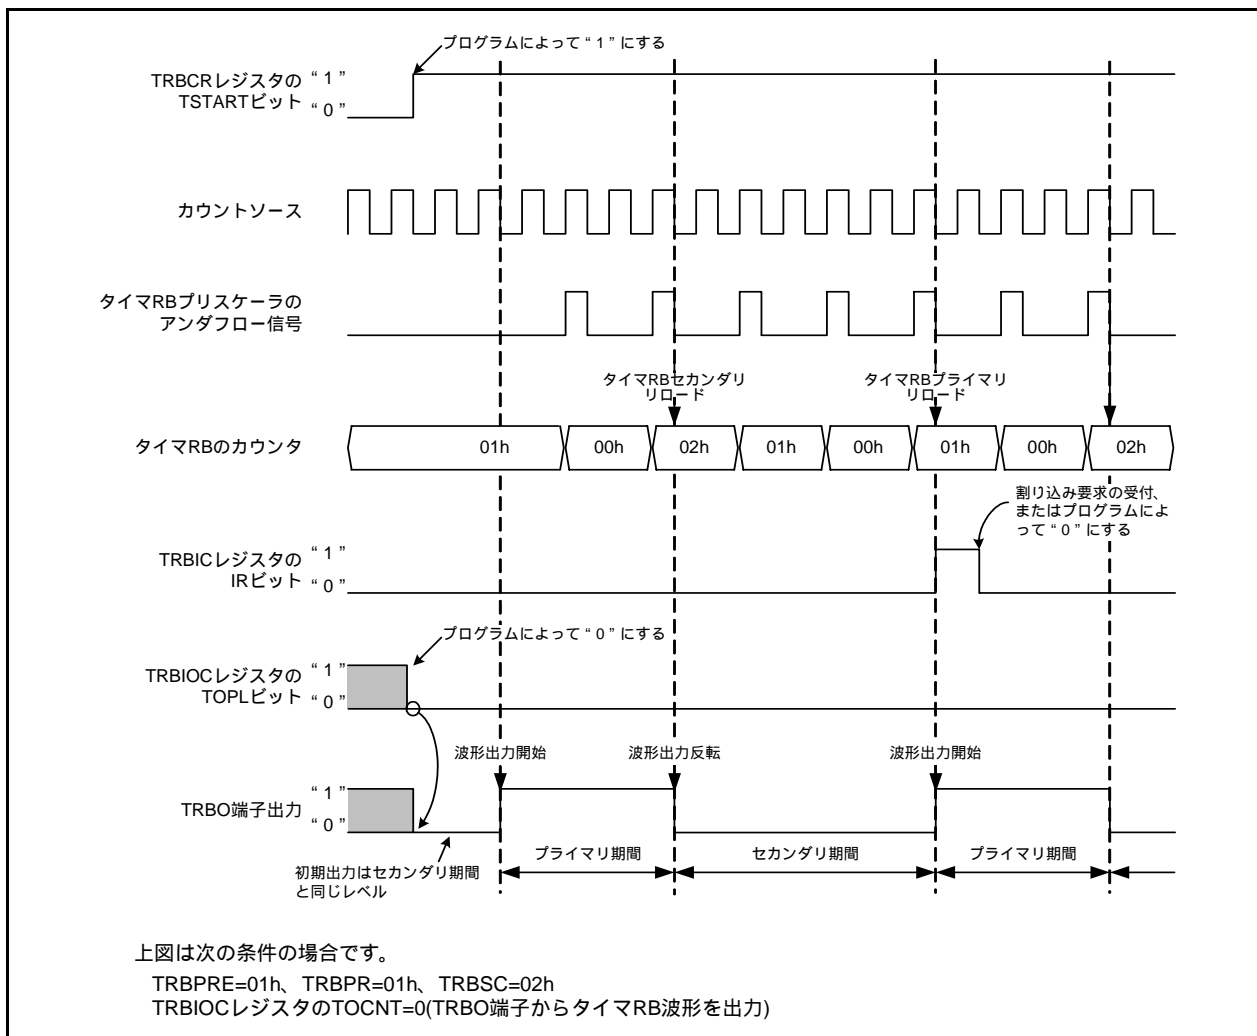 プログラムによって“1”にする
TRBCRレジスタの
TSTARTビット
“1”
“0”
カウントソース
タイマRBプリスケーラの
アンダフロー信号
タイマRBセカンダリ
リロード
タイマRBプライマリ
リロード
タイマRBのカウンタ
01h
00h
02h
01h
00h
01h
00h
02h
割り込み要求の受付、
またはプログラムによ
って“0”にする
TRBICレジスタの
IRビット
“1”
“0”
プログラムによって“0”にする
TRBIOCレジスタの
TOPLビット
“1”
“0”
波形出力開始
波形出力反転
波形出力開始
TRBO端子出力
“1”
“0”
プライマリ期間
セカンダリ期間
プライマリ期間
初期出力はセカンダリ期間
と同じレベル
上図は次の条件の場合です。
TRBPRE=01h、TRBPR=01h、TRBSC=02h
TRBIOCレジスタのTOCNT=0(TRBO端子からタイマRB波形を出力)